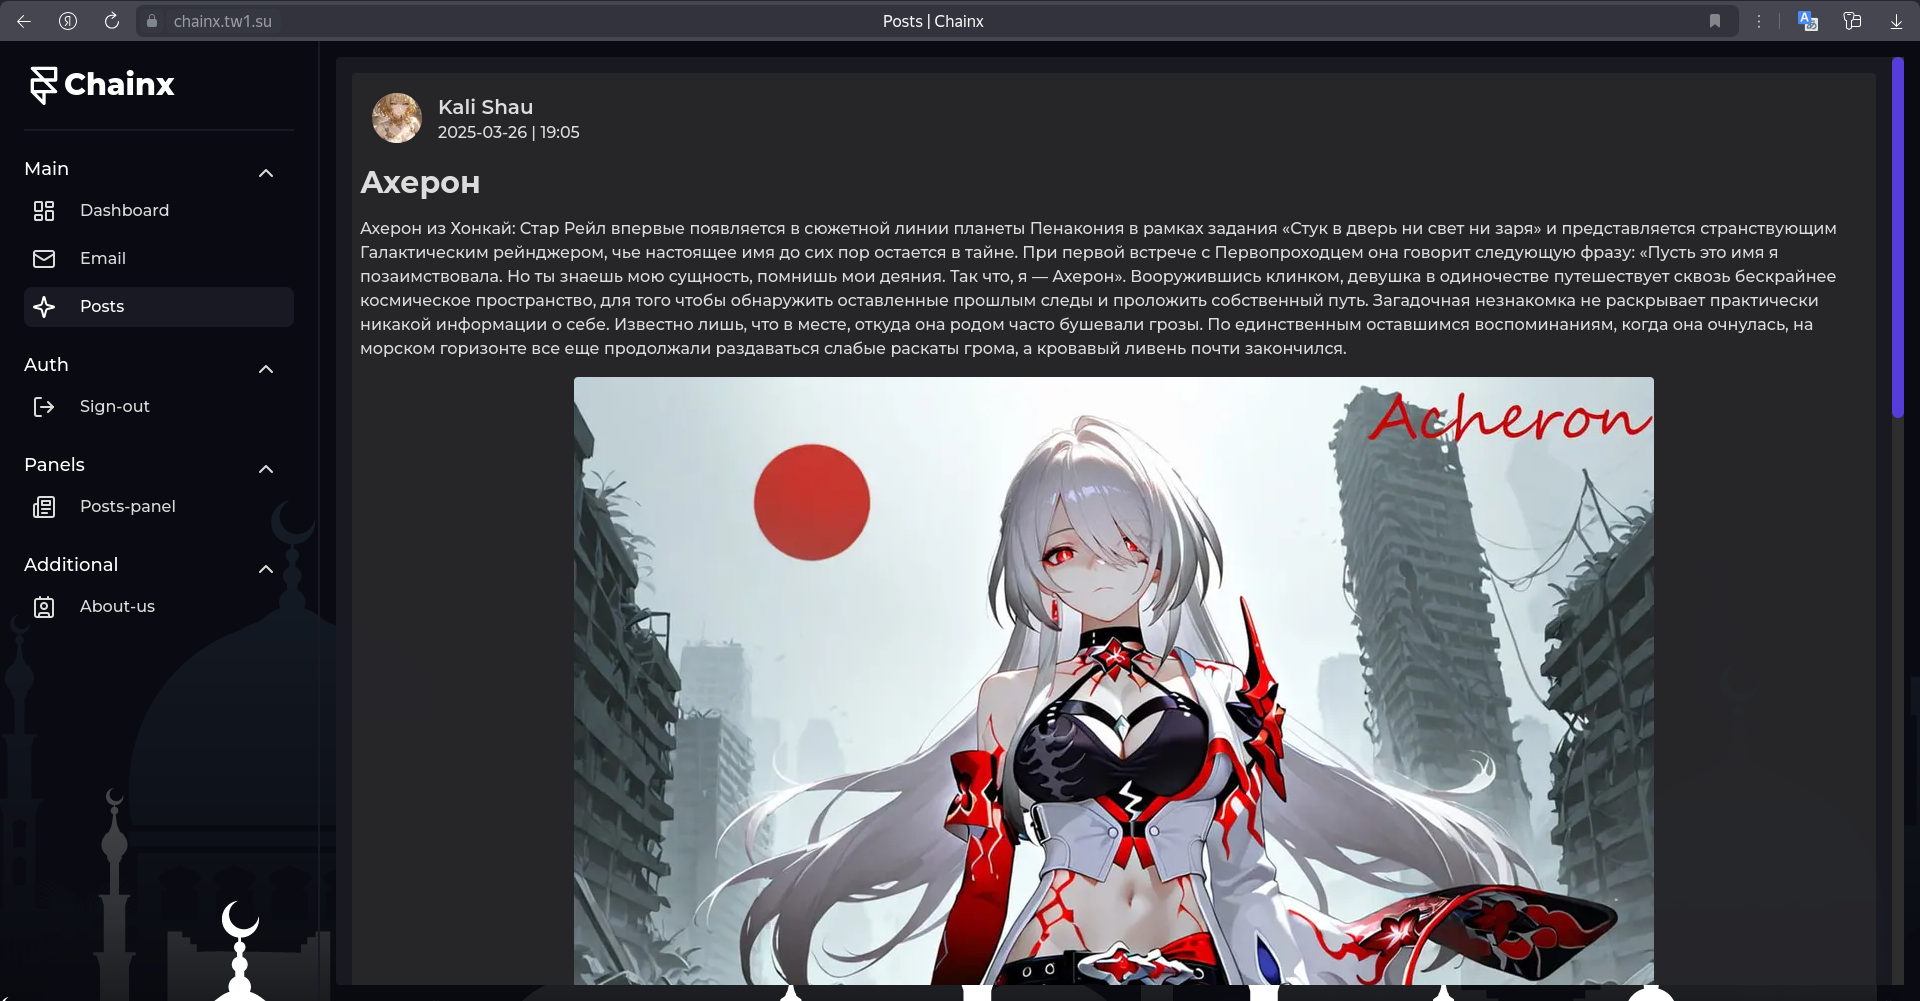 chainx.tw1.su
Posts | Chainx
Chainx
Main
Dashboard
Email
Posts
Auth
Sign-out
Panels
Posts-panel
Additional
About-us
Kali Shau
2025-03-26 | 19:05
Ахерон
Ахерон из Хонкай: Стар Рейл впервые появляется в сюжетной линии планеты Пенакония в рамках задания «Стук в дверь ни свет ни заря» и представляется странствующим
Галактическим рейнджером, чье настоящее имя до сих пор остается в тайне. При первой встрече с Первопроходцем она говорит следующую фразу: «Пусть это имя я
позаимствовала. Но ты знаешь мою сущность, помнишь мои деяния. Так что, я — Ахерон». Вооружившись клинком, девушка в одиночестве путешествует сквозь бескрайнее
космическое пространство, для того чтобы обнаружить оставленные прошлым следы и проложить собственный путь. Загадочная незнакомка не раскрывает практически
никакой информации о себе. Известно лишь, что в месте, откуда она родом часто бушевали грозы. По единственным оставшимся воспоминаниям, когда она очнулась, на
морском горизонте все еще продолжали раздаваться слабые раскаты грома, а кровавый ливень почти закончился.
Acheron